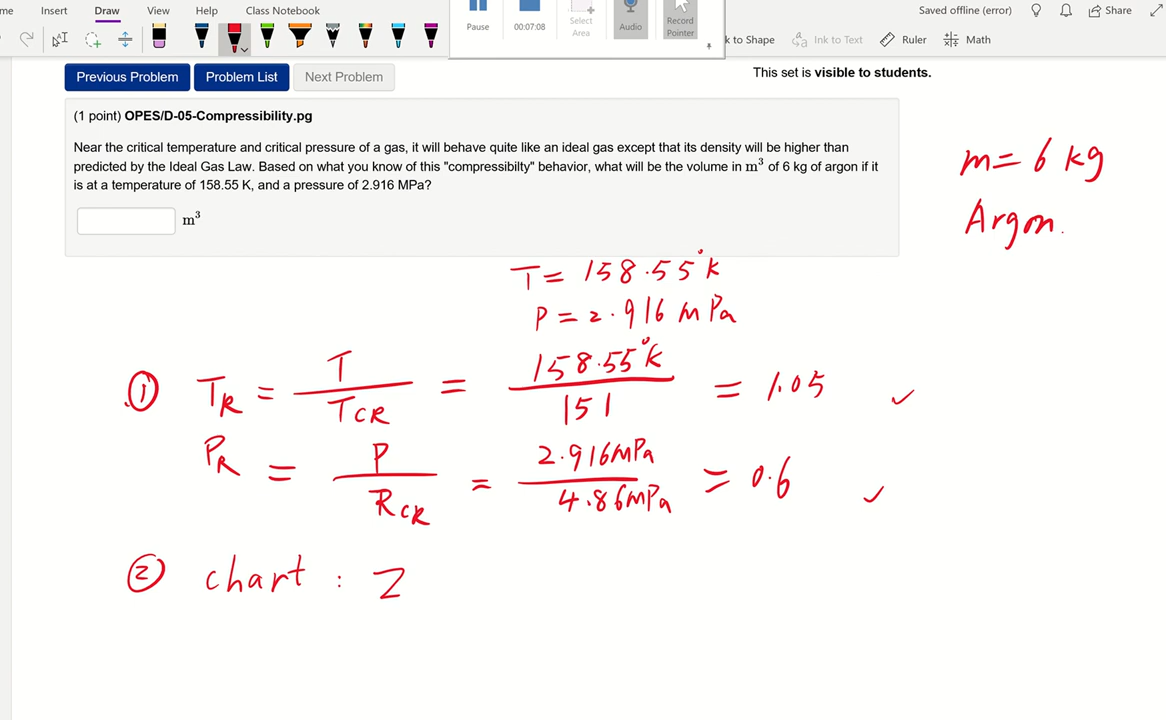 me Insert Draw View Help Class Notebook Saved offline (error) Share
Pause 00:07:08 Select Area Audio Record Pointer
k to Shape Ink to Text Ruler Math
Previous Problem Problem List Next Problem
This set is visible to students.
(1 point) OPES/D-05-Compressibility.pg
Near the critical temperature and critical pressure of a gas, it will behave quite like an ideal gas except that its density will be higher than
predicted by the Ideal Gas Law. Based on what you know of this "compressibilty" behavior, what will be the volume in m³ of 6 kg of argon if it
is at a temperature of 158.55 K, and a pressure of 2.916 MPa?
m³
m = 6 kg
Argon.
T = 158.55°K
P = 2.916 mPa
① TR = T / TCR = 158.55°K / 151 = 1.05 ✓
PR = P / RCR = 2.916mPa / 4.86mPa = 0.6 ✓
② chart : Z